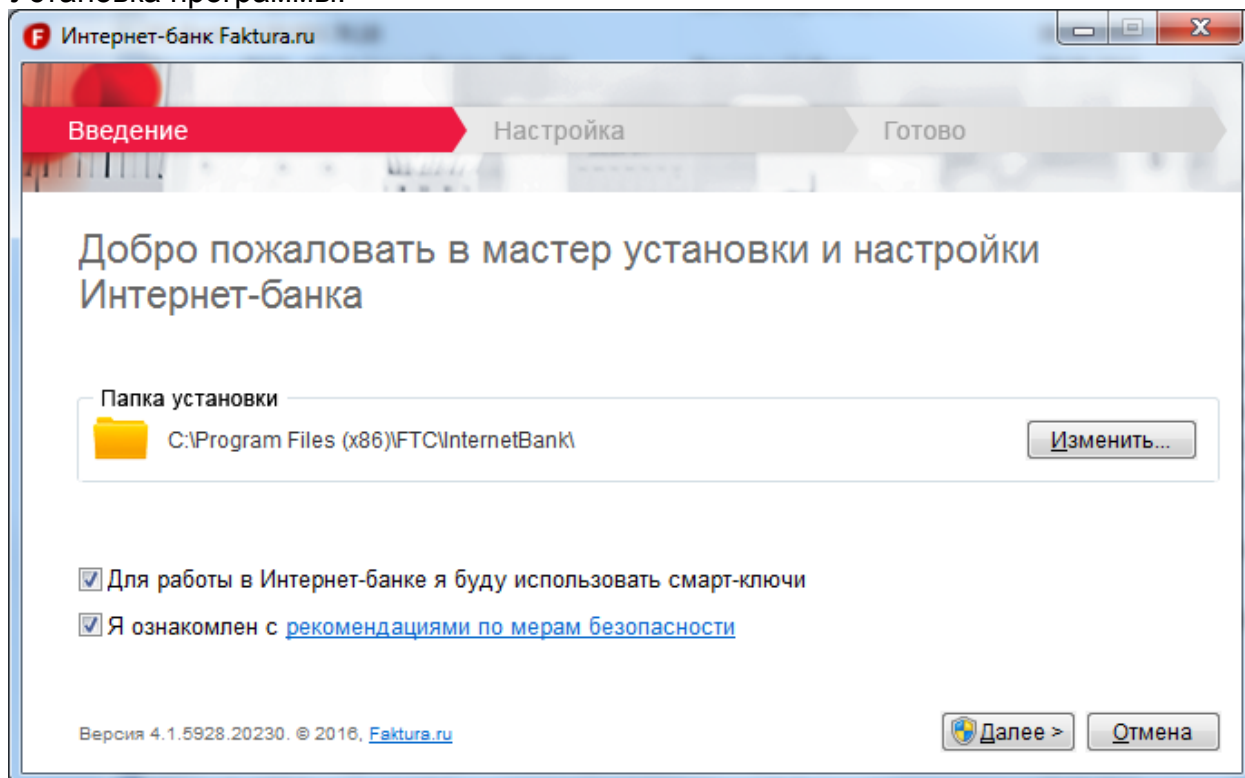 Установка программы.
Интернет-банк Faktura.ru
Введение
Настройка
Готово
Добро пожаловать в мастер установки и настройки
Интернет-банка
Папка установки
C:\Program Files (x86)\FTC\InternetBank\
Изменить...
Для работы в Интернет-банке я буду использовать смарт-ключи
Я ознакомлен с рекомендациями по мерам безопасности
Версия 4.1.5928.20230. © 2016, Faktura.ru
Далее >
Отмена